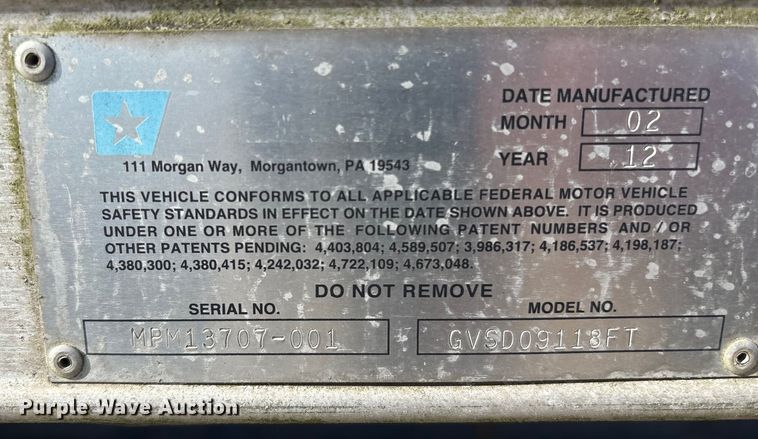 DATE MANUFACTURED
MONTH 02
YEAR 12
111 Morgan Way, Morgantown, PA 19543
THIS VEHICLE CONFORMS TO ALL APPLICABLE FEDERAL MOTOR VEHICLE
SAFETY STANDARDS IN EFFECT ON THE DATE SHOWN ABOVE. IT IS PRODUCED
UNDER ONE OR MORE OF THE FOLLOWING PATENT NUMBERS AND / OR
OTHER PATENTS PENDING: 4,403,804; 4,589,507; 3,986,317; 4,186,537; 4,198,187;
4,380,300; 4,380,415; 4,242,032; 4,722,109; 4,673,048.
DO NOT REMOVE
SERIAL NO. MODEL NO.
MPM13707-001 GVSD09118FT
Purple Wave Auction